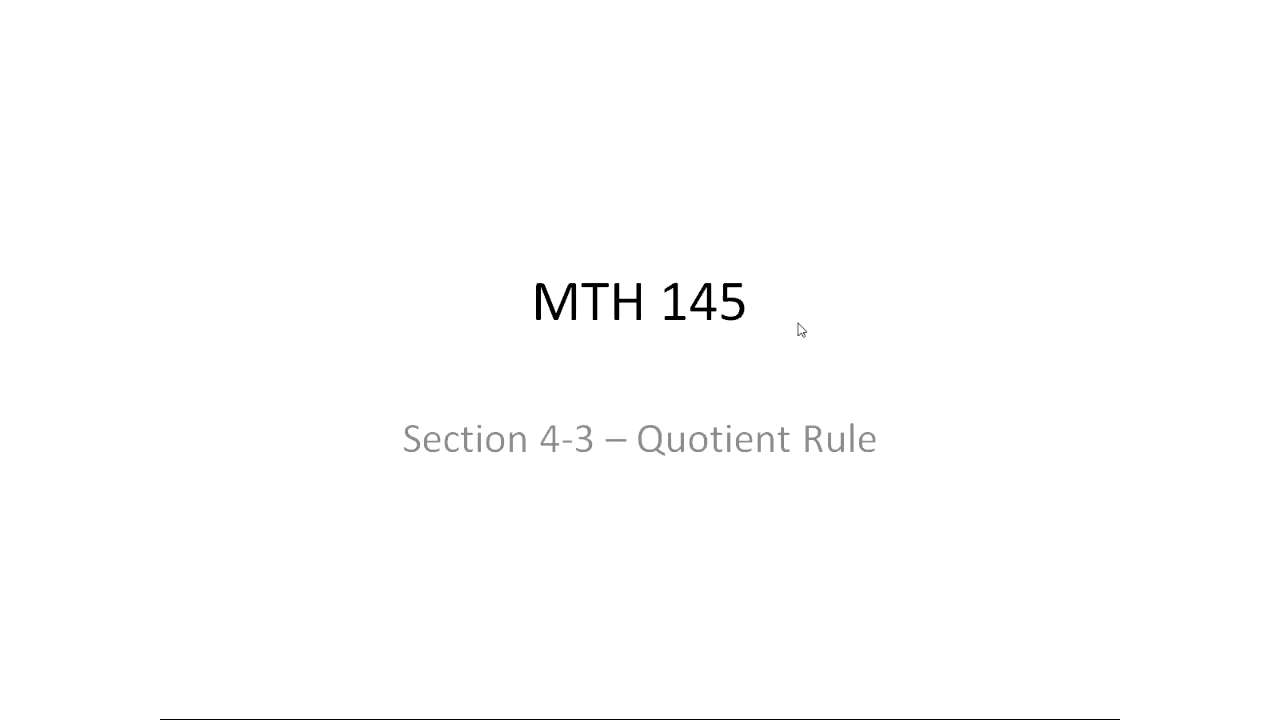 MTH 145
Section 4-3 – Quotient Rule